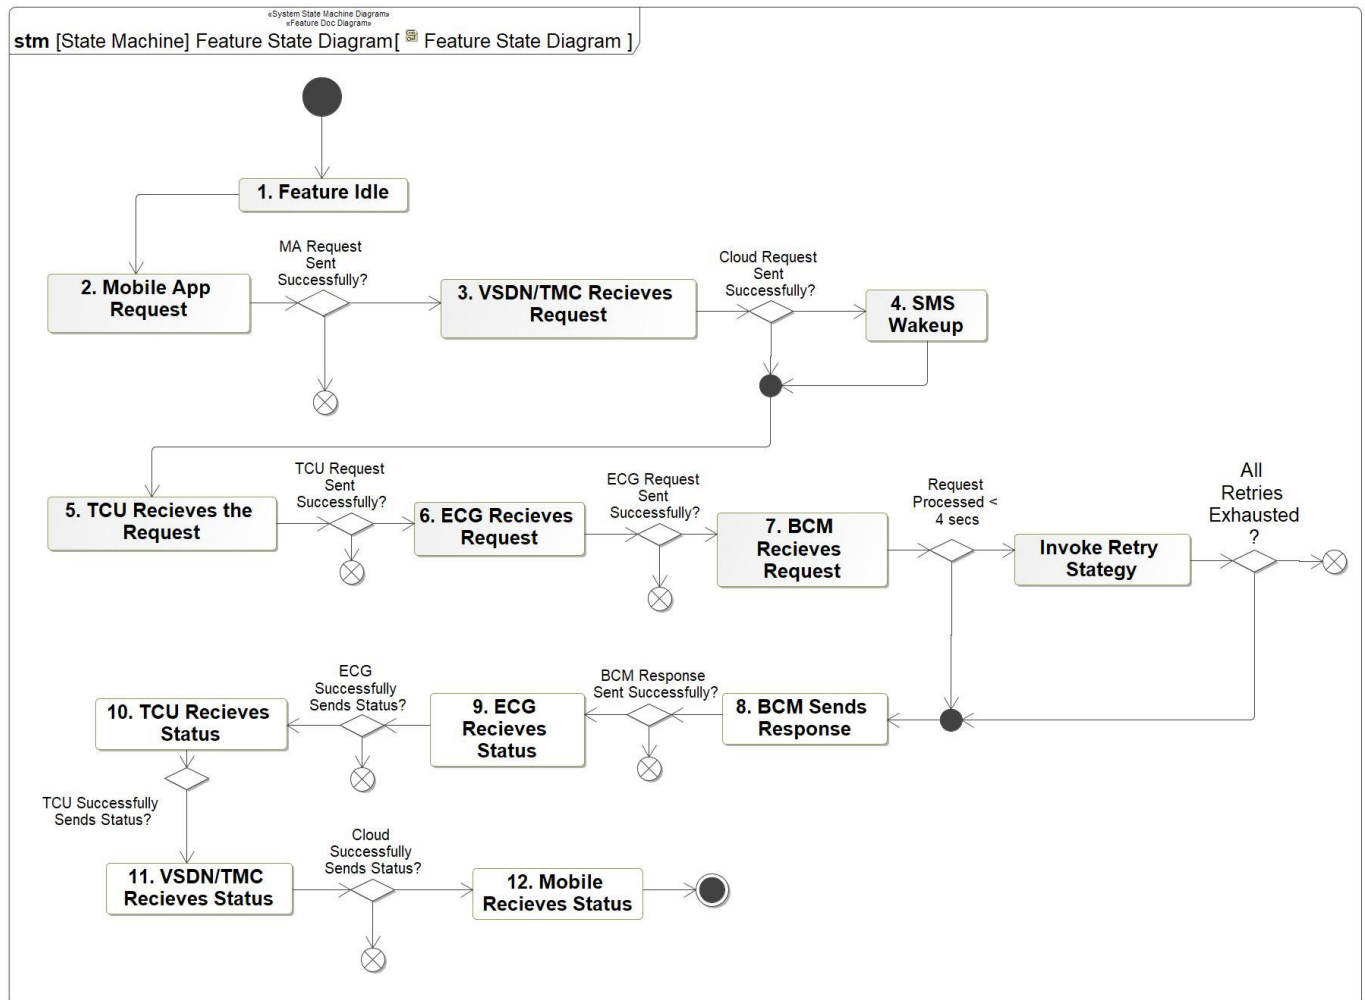 «System State Machine Diagram»
«Feature Doc Diagram»
stm [State Machine] Feature State Diagram[ Feature State Diagram ]
1. Feature Idle
MA Request
Sent
Successfully?
2. Mobile App
Request
3. VSDN/TMC Recieves
Request
Cloud Request
Sent
Successfully?
4. SMS
Wakeup
5. TCU Recieves the
Request
TCU Request
Sent
Successfully?
6. ECG Recieves
Request
ECG Request
Sent
Successfully?
7. BCM
Recieves
Request
Request
Processed <
4 secs
Invoke Retry
Stategy
All
Retries
Exhausted
?
8. BCM Sends
Response
BCM Response
Sent Successfully?
9. ECG
Recieves
Status
ECG
Successfully
Sends Status?
10. TCU Recieves
Status
TCU Successfully
Sends Status?
11. VSDN/TMC
Recieves Status
Cloud
Successfully
Sends Status?
12. Mobile
Recieves Status